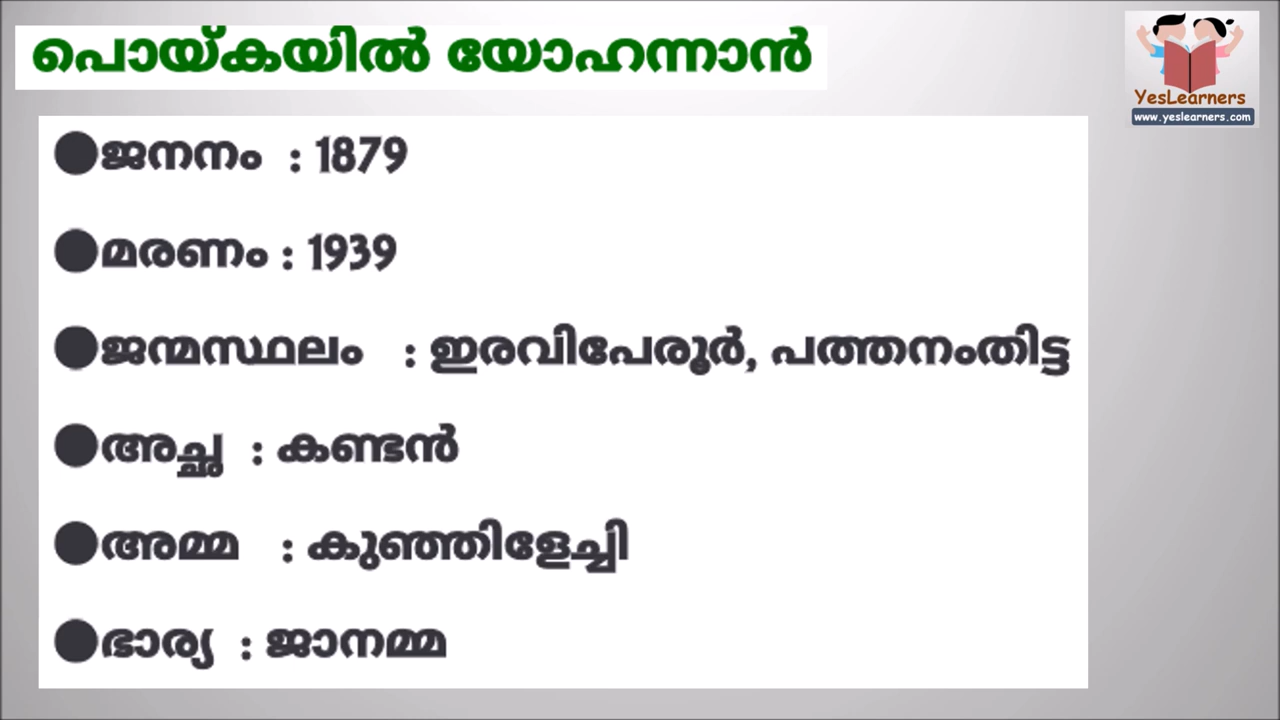 പൊയ്കയിൽ യോഹന്നാൻ
YesLearners
www.yeslearners.com
●ജനനം : 1879
●മരണം : 1939
●ജന്മസ്ഥലം : ഇരവിപേരൂർ, പത്തനംതിട്ട
●അച്ഛ : കണ്ടൻ
●അമ്മ : കുഞ്ഞിളേച്ചി
●ഭാര്യ : ജാനമ്മ